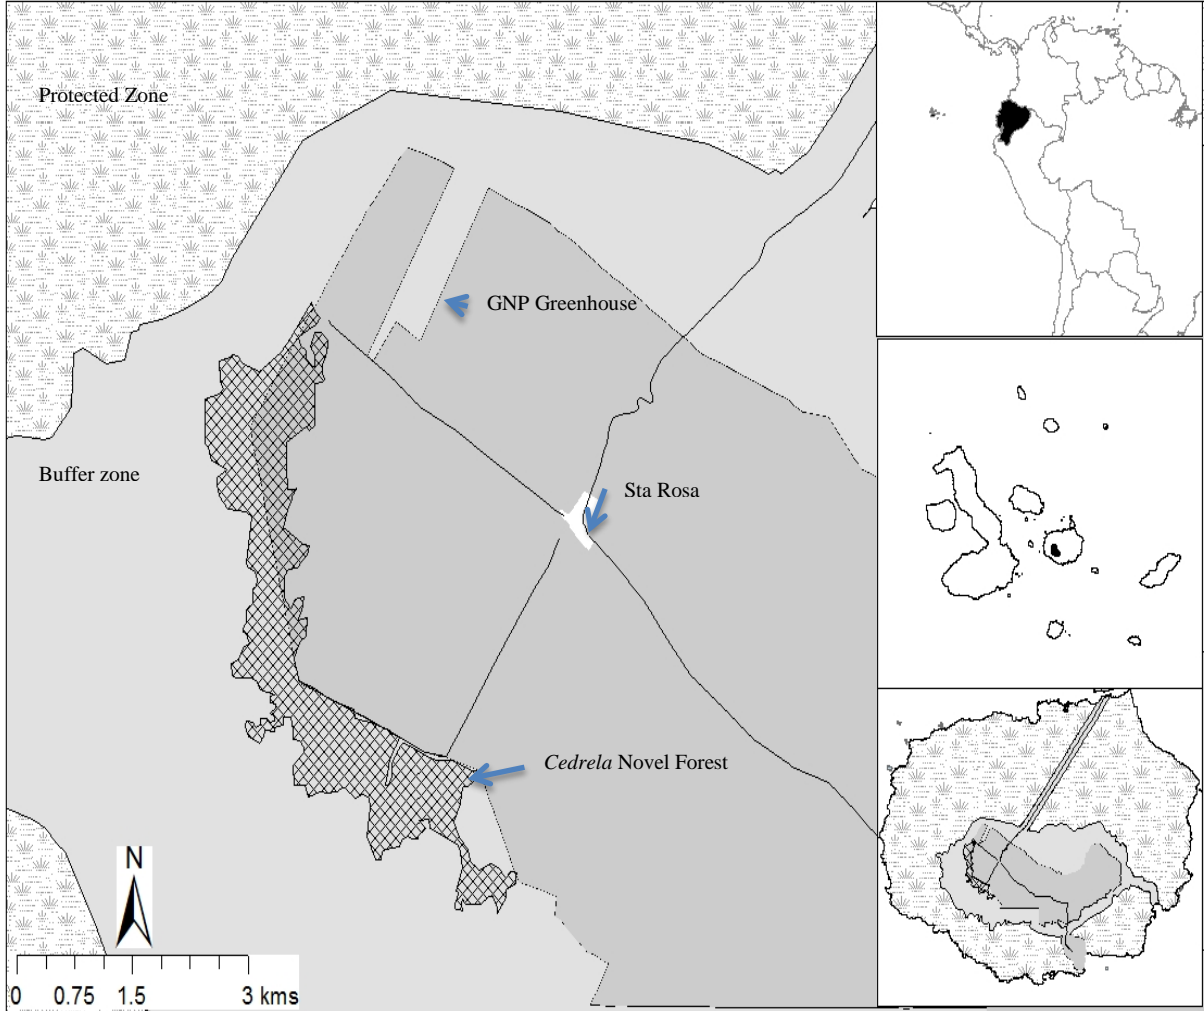 Protected Zone
GNP Greenhouse
Buffer zone
Sta Rosa
Cedrela Novel Forest
N
0 0.75 1.5 3 kms